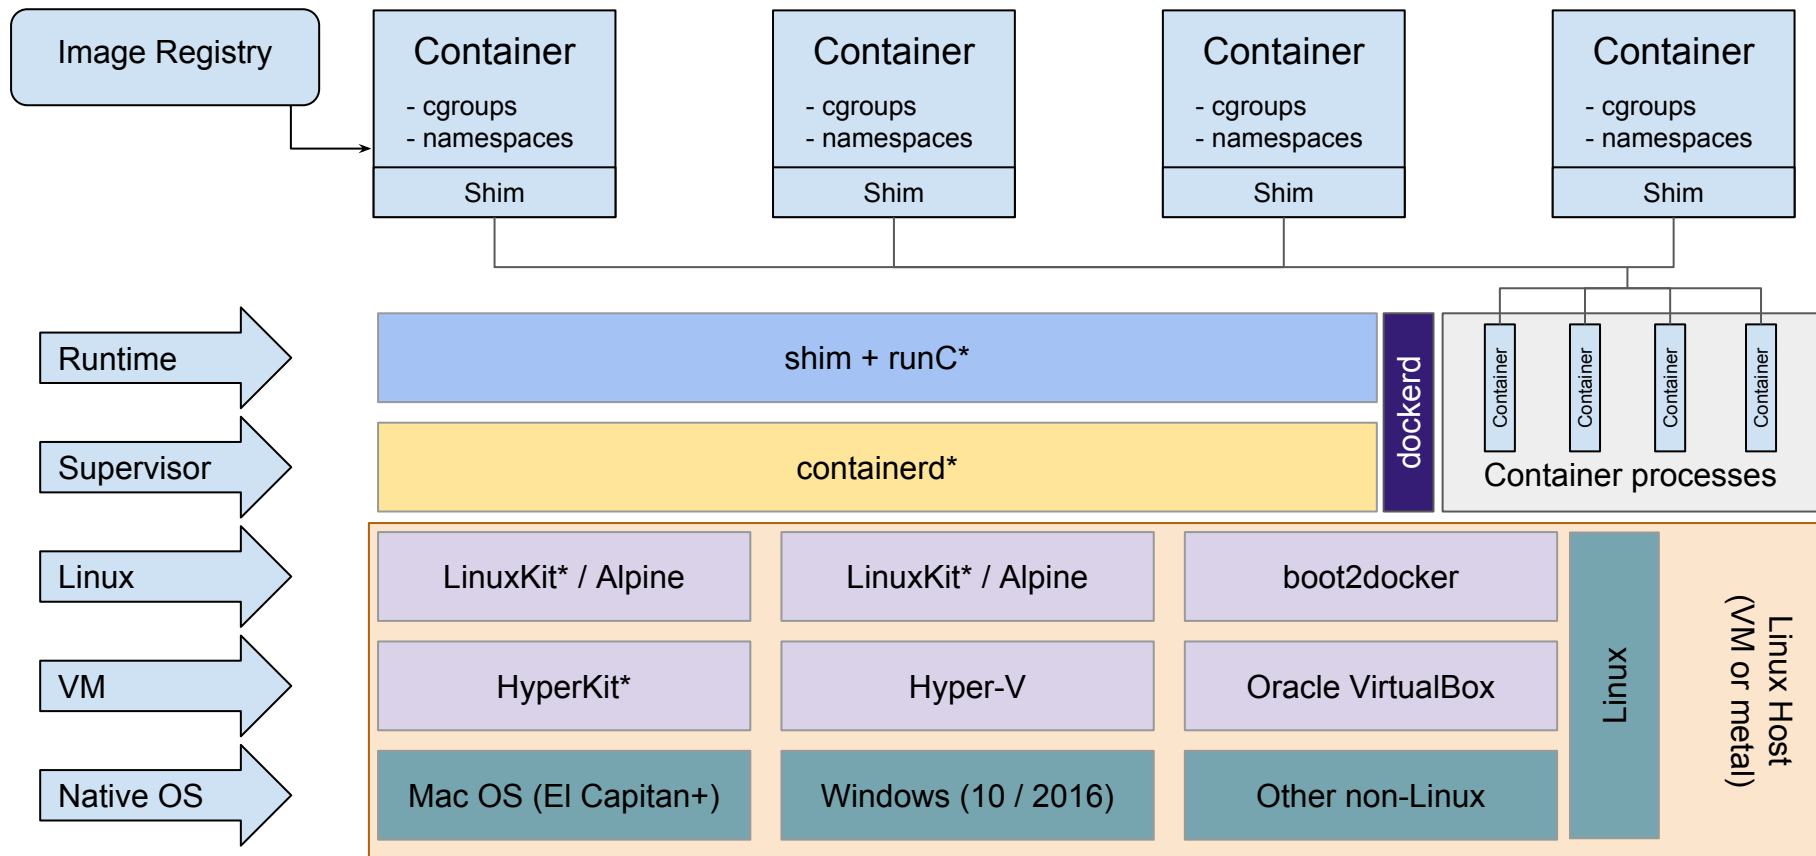 Image Registry
Container
- cgroups
- namespaces
Shim
Container
- cgroups
- namespaces
Shim
Container
- cgroups
- namespaces
Shim
Container
- cgroups
- namespaces
Shim
Runtime
shim + runC*
dockerd
Container
Container
Container
Container
Container processes
Supervisor
containerd*
Linux
LinuxKit* / Alpine
LinuxKit* / Alpine
boot2docker
Linux
Linux Host
(VM or metal)
VM
HyperKit*
Hyper-V
Oracle VirtualBox
Native OS
Mac OS (El Capitan+)
Windows (10 / 2016)
Other non-Linux